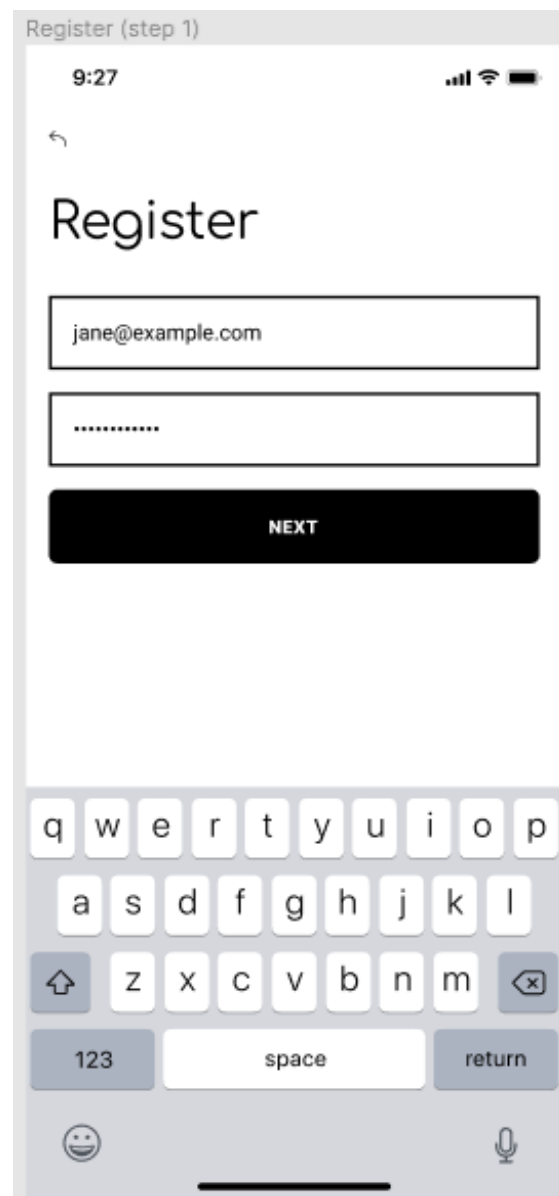 Register (step 1)
9:27
Register
jane@example.com
••••••••••••
NEXT
q w e r t y u i o p
a s d f g h j k l
z x c v b n m
123 space return